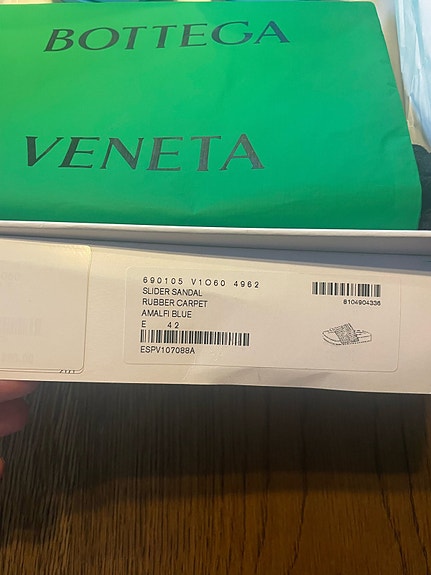 BOTTEGA
VENETA
690105 V1O60 4962
SLIDER SANDAL
RUBBER CARPET
AMALFI BLUE
E 42
ESPV107088A
8104904336